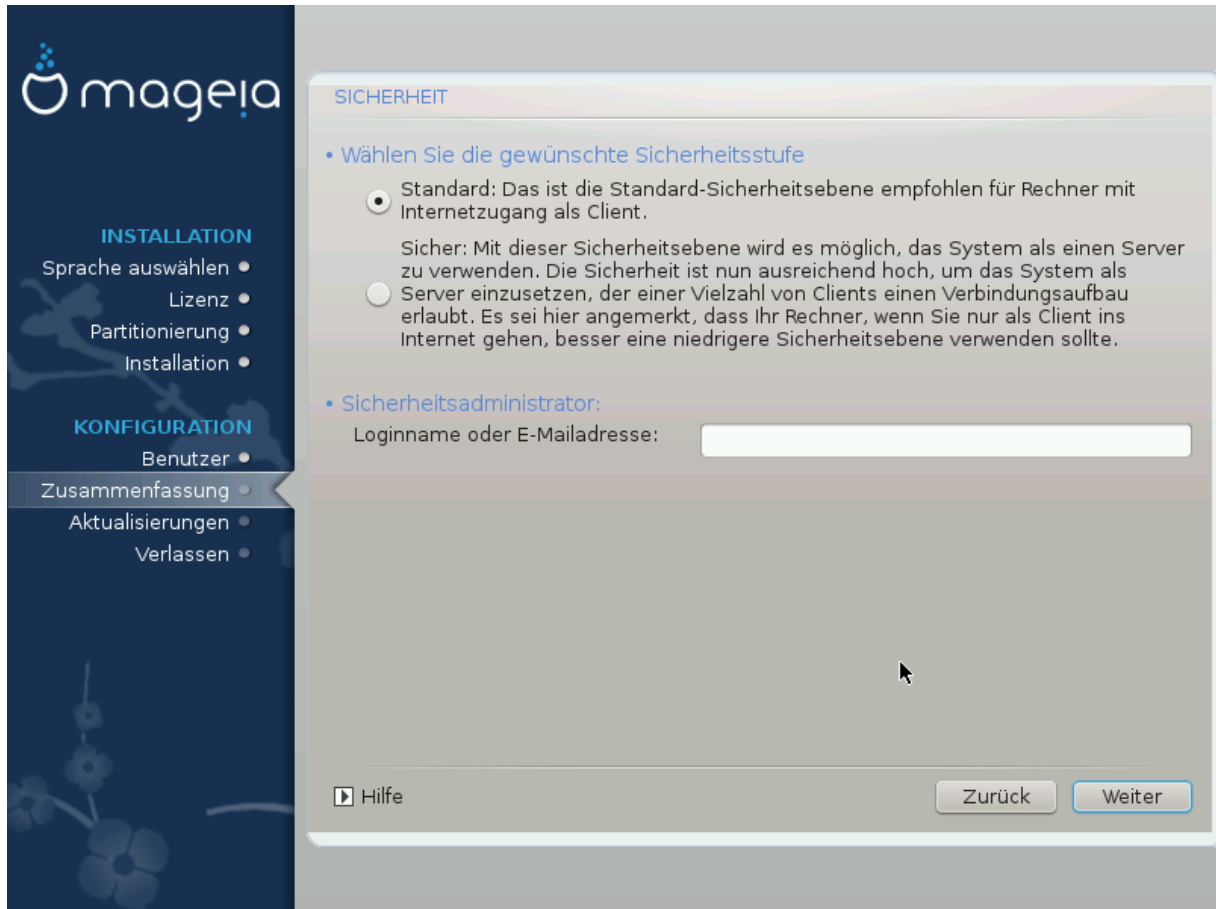 mageia
INSTALLATION
Sprache auswählen
Lizenz
Partitionierung
Installation
KONFIGURATION
Benutzer
Zusammenfassung
Aktualisierungen
Verlassen
SICHERHEIT
• Wählen Sie die gewünschte Sicherheitsstufe
Standard: Das ist die Standard-Sicherheitsebene empfohlen für Rechner mit
Internetzugang als Client.
Sicher: Mit dieser Sicherheitsebene wird es möglich, das System als einen Server
zu verwenden. Die Sicherheit ist nun ausreichend hoch, um das System als
Server einzusetzen, der einer Vielzahl von Clients einen Verbindungsaufbau
erlaubt. Es sei hier angemerkt, dass Ihr Rechner, wenn Sie nur als Client ins
Internet gehen, besser eine niedrigere Sicherheitsebene verwenden sollte.
• Sicherheitsadministrator:
Loginname oder E-Mailadresse:
Hilfe
Zurück
Weiter